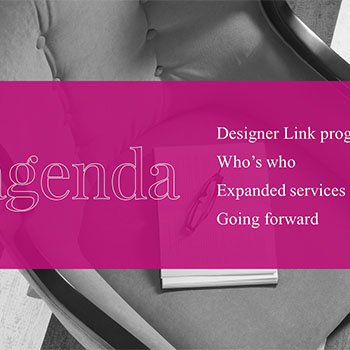 agenda
Designer Link prog
Who's who
Expanded services
Going forward